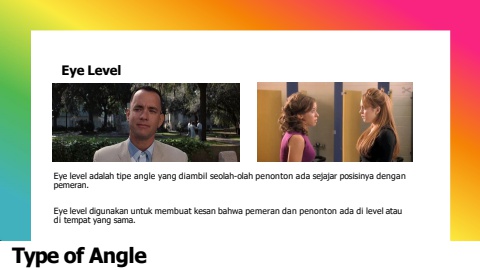 Eye Level
Eye level adalah tipe angle yang diambil seolah-olah penonton ada sejajar posisinya dengan
pemeran.
Eye level digunakan untuk membuat kesan bahwa pemeran dan penonton ada di level atau
di tempat yang sama.
Type of Angle